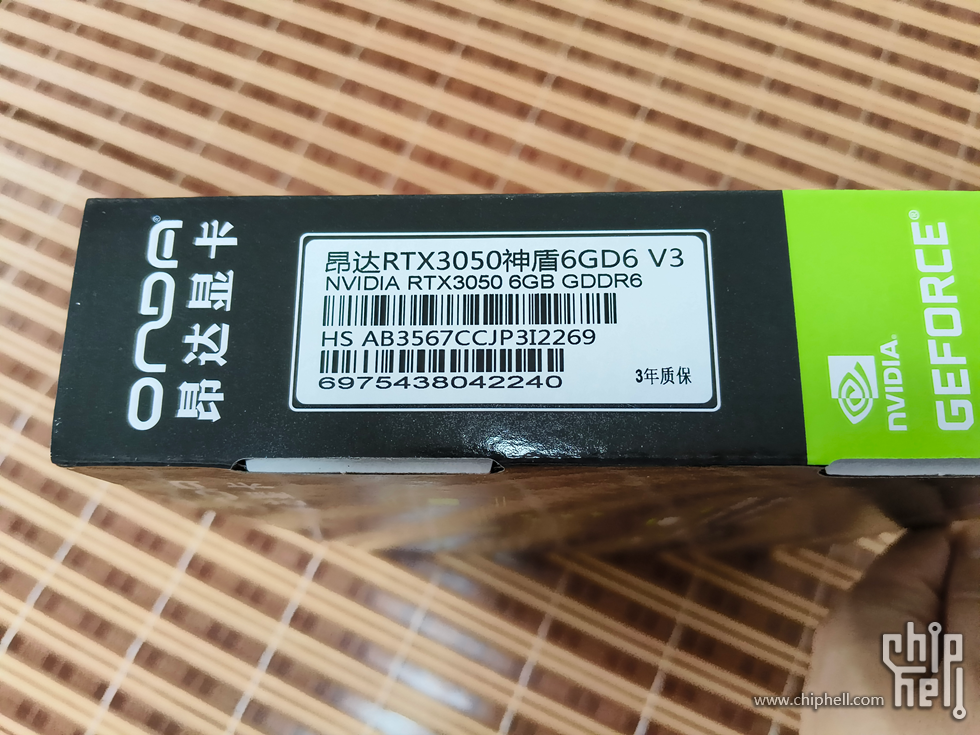 ONDA®
昂达显卡
昂达RTX3050神盾6GD6 V3
NVIDIA RTX3050 6GB GDDR6
HS AB3567CCJP3I2269
6975438042240
3年质保
NVIDIA.
GEFORCE®
www.chiphell.com
chip
hell